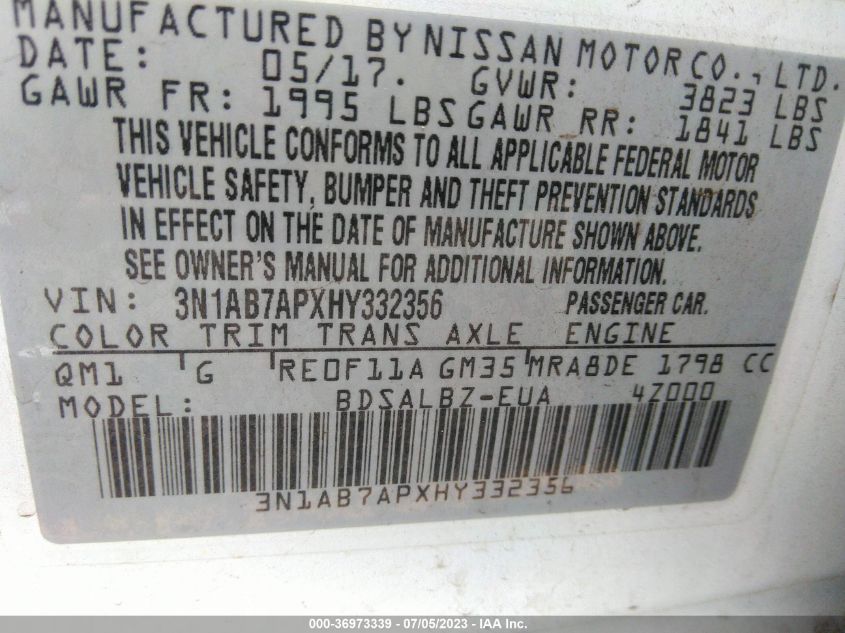 MANUFACTURED BY NISSAN MOTOR CO., LTD.
DATE: 05/17. GVWR: 3823 LBS
GAWR FR: 1995 LBS GAWR RR: 1841 LBS
THIS VEHICLE CONFORMS TO ALL APPLICABLE FEDERAL MOTOR
VEHICLE SAFETY, BUMPER AND THEFT PREVENTION STANDARDS
IN EFFECT ON THE DATE OF MANUFACTURE SHOWN ABOVE.
SEE OWNER'S MANUAL FOR ADDITIONAL INFORMATION.
VIN: 3N1AB7APXHY332356 PASSENGER CAR.
COLOR TRIM TRANS AXLE ENGINE
QM1 G RE0F11A GM35 MRA8DE 1798 CC
MODEL: BDSALBZ-EUA 4Z000
3N1AB7APXHY332356
000-36973339 - 07/05/2023 - IAA Inc.